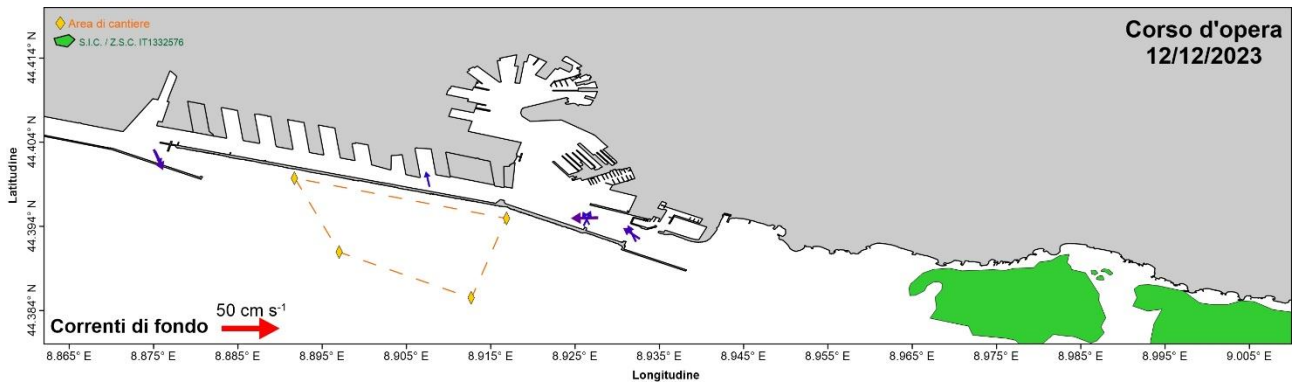 Area di cantiere
S.I.C. / Z.S.C. IT1332576
Corso d'opera
12/12/2023
44.414° N
44.404° N
44.394° N
44.384° N
Latitudine
Correnti di fondo
50 cm s⁻¹
8.865° E
8.875° E
8.885° E
8.895° E
8.905° E
8.915° E
8.925° E
8.935° E
8.945° E
8.955° E
8.965° E
8.975° E
8.985° E
8.995° E
9.005° E
Longitudine